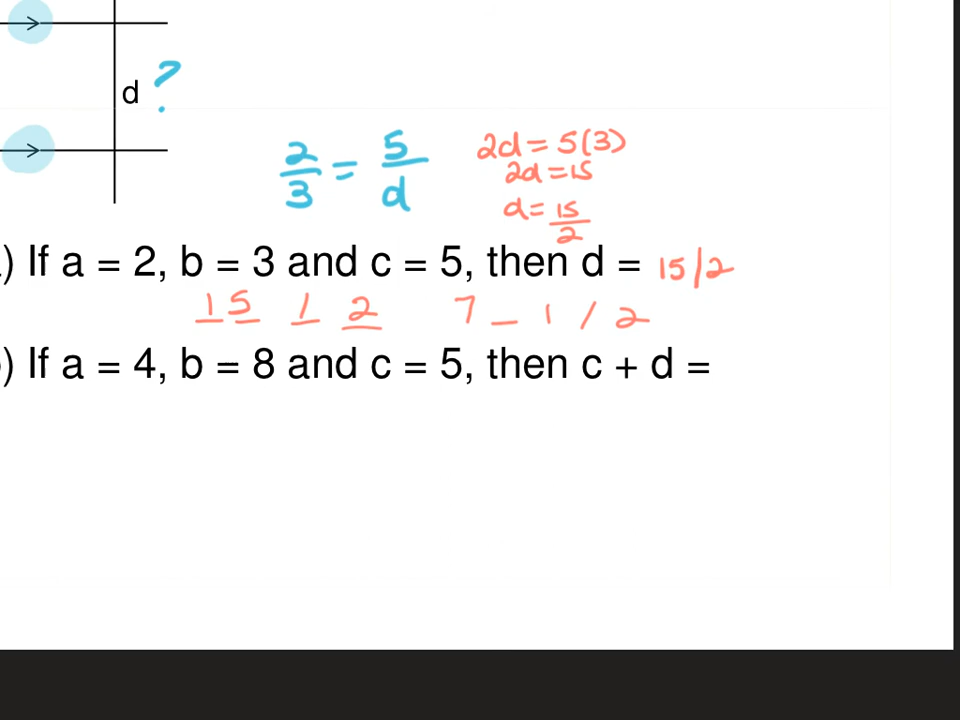 d ?
2/3 = 5/d
2d = 5(3)
2d = 15
d = 15/2
) If a = 2, b = 3 and c = 5, then d = 15/2
15 / 2 7 _ 1 / 2
) If a = 4, b = 8 and c = 5, then c + d =